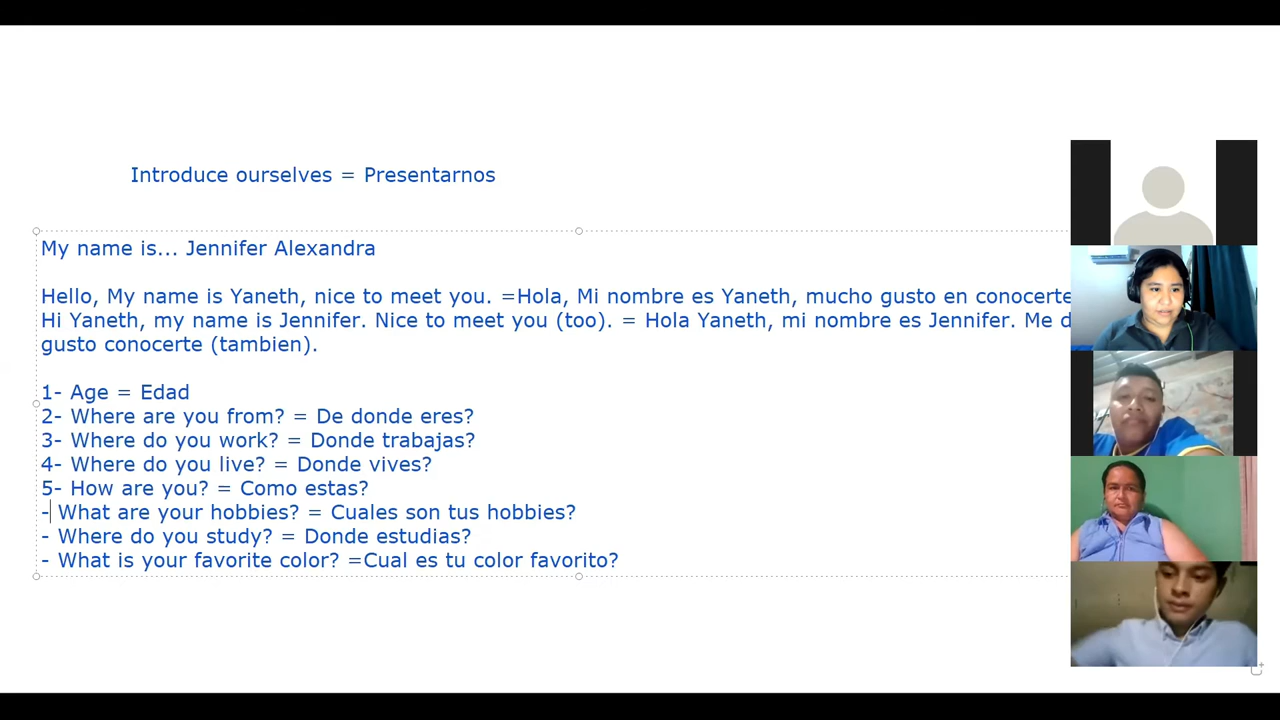 Introduce ourselves = Presentarnos
My name is... Jennifer Alexandra
Hello, My name is Yaneth, nice to meet you. =Hola, Mi nombre es Yaneth, mucho gusto en conocerte
Hi Yaneth, my name is Jennifer. Nice to meet you (too). = Hola Yaneth, mi nombre es Jennifer. Me
gusto conocerte (tambien).
1- Age = Edad
2- Where are you from? = De donde eres?
3- Where do you work? = Donde trabajas?
4- Where do you live? = Donde vives?
5- How are you? = Como estas?
- What are your hobbies? = Cuales son tus hobbies?
- Where do you study? = Donde estudias?
- What is your favorite color? =Cual es tu color favorito?